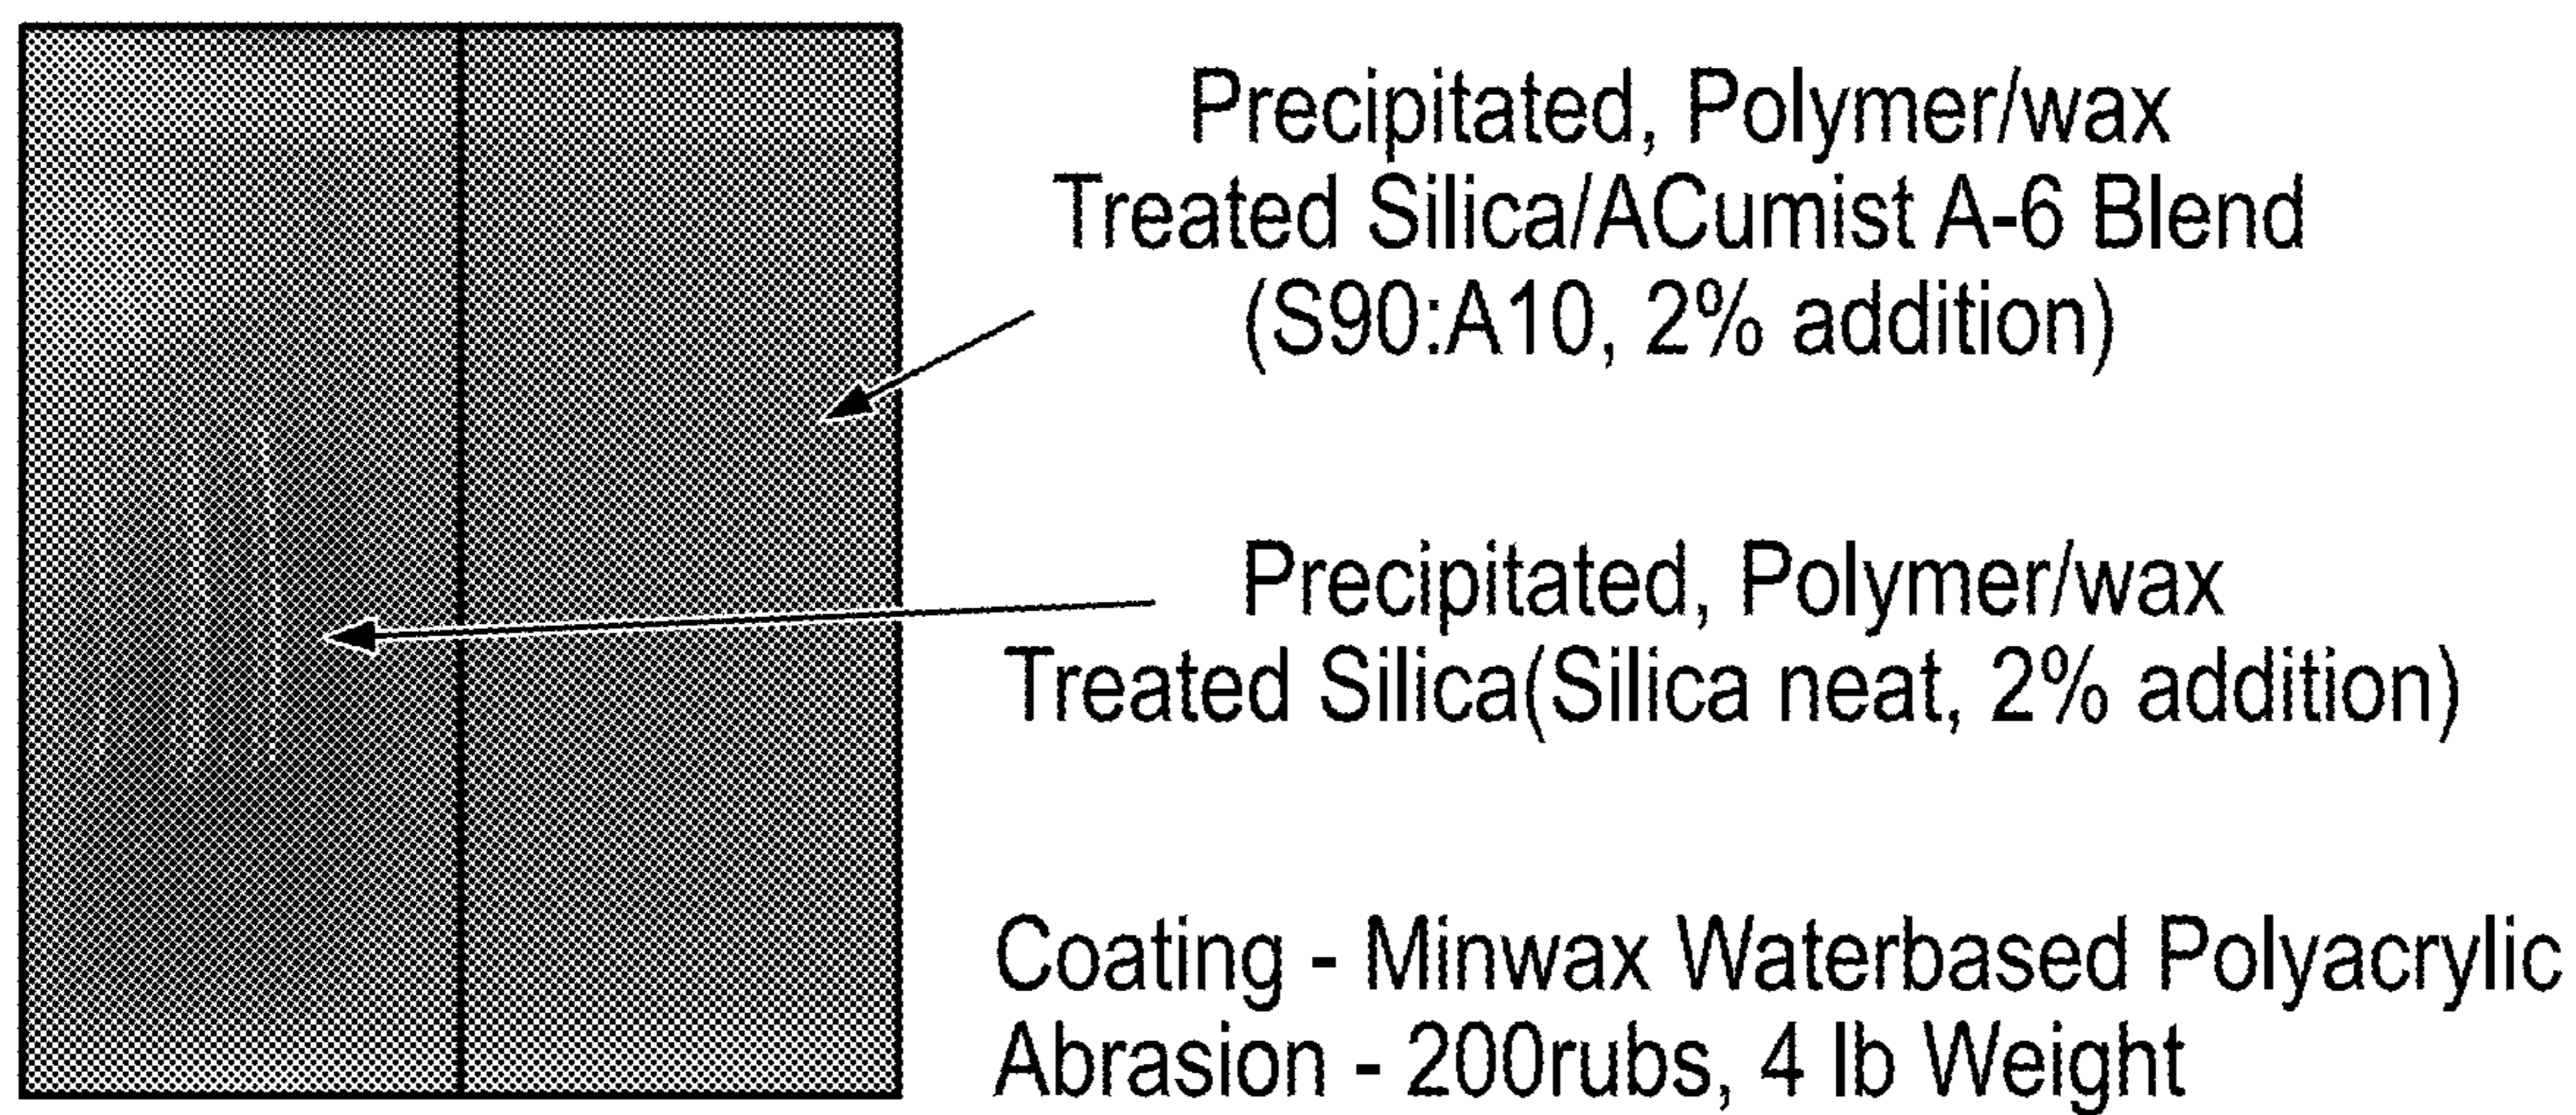 Precipitated, Polymer/wax
Treated Silica/ACumist A-6 Blend
(S90:A10, 2% addition)
Precipitated, Polymer/wax
Treated Silica(Silica neat, 2% addition)
Coating - Minwax Waterbased Polyacrylic
Abrasion - 200rubs, 4 lb Weight